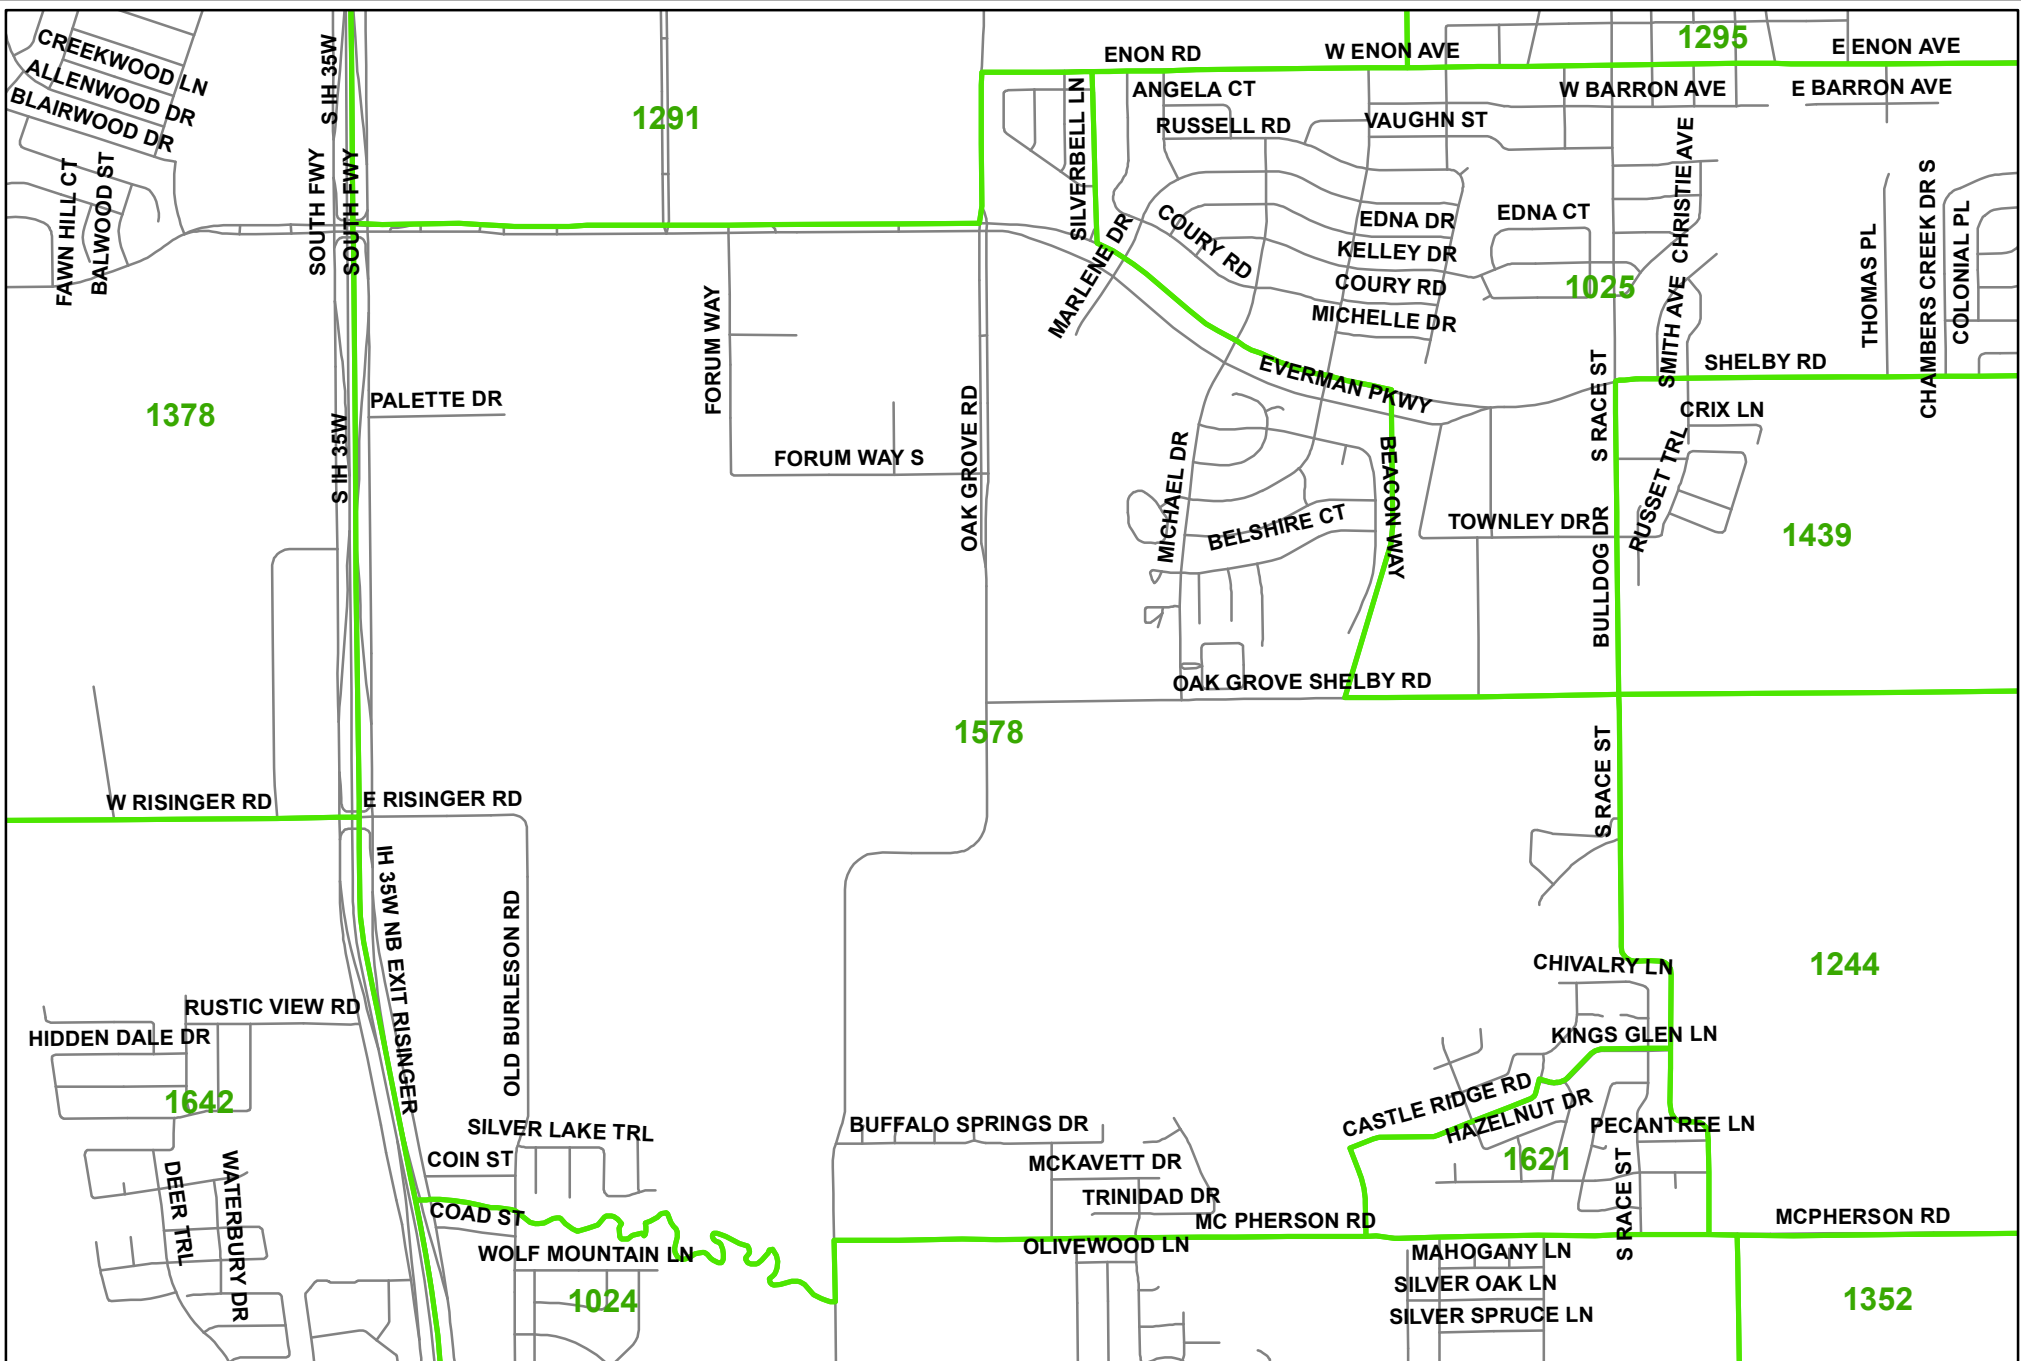 CREEKWOOD LN
ALLENWOOD DR
BLAIRWOOD DR
S IH 35W
1291
ENON RD
W ENON AVE
1295
E ENON AVE
SILVERBELL LN
ANGELA CT
W BARRON AVE
E BARRON AVE
RUSSELL RD
VAUGHN ST
FAWN HILL CT
BALWOOD ST
SOUTH FWY
SOUTH FWY
MARLENE DR
COURY RD
EDNA DR
EDNA CT
KELLEY DR
COURY RD
MICHELLE DR
1025
CHRISTIE AVE
SMITH AVE
THOMAS PL
CHAMBERS CREEK DR S
COLONIAL PL
FORUM WAY
1378
PALETTE DR
S IH 35W
FORUM WAY S
OAK GROVE RD
EVERMAN PKWY
SHELBY RD
S RACE ST
CRIX LN
RUSSET TRL
MICHAEL DR
BELSHIRE CT
BEACON WAY
TOWNLEY DR
BULLDOG DR
1439
OAK GROVE SHELBY RD
1578
S RACE ST
W RISINGER RD
E RISINGER RD
IH 35W NB EXIT RISINGER
OLD BURLESON RD
CHIVALRY LN
1244
RUSTIC VIEW RD
HIDDEN DALE DR
KINGS GLEN LN
1642
CASTLE RIDGE RD
HAZELNUT DR
PECANTREE LN
BUFFALO SPRINGS DR
SILVER LAKE TRL
COIN ST
MCKAVETT DR
1621
S RACE ST
DEER TRL
WATERBURY DR
TRINIDAD DR
COAD ST
MC PHERSON RD
MCPHERSON RD
WOLF MOUNTAIN LN
OLIVEWOOD LN
MAHOGANY LN
SILVER OAK LN
1024
1352
SILVER SPRUCE LN